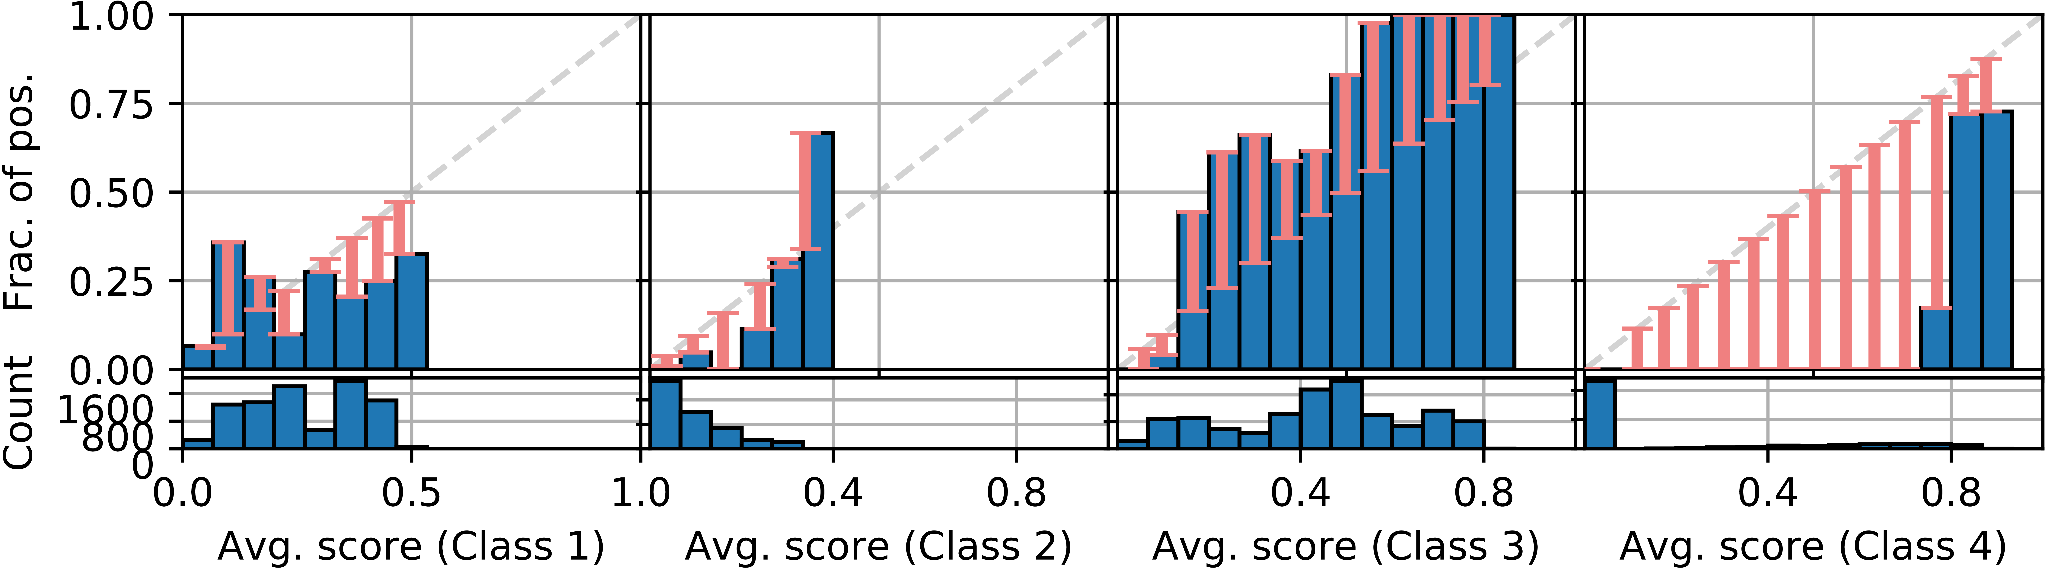 1.00
0.75
0.50
0.25
0.00
Frac. of pos.
1600
800
0
Count
0.0 0.5 1.0 0.4 0.8 0.4 0.8 0.4 0.8
Avg. score (Class 1) Avg. score (Class 2) Avg. score (Class 3) Avg. score (Class 4)